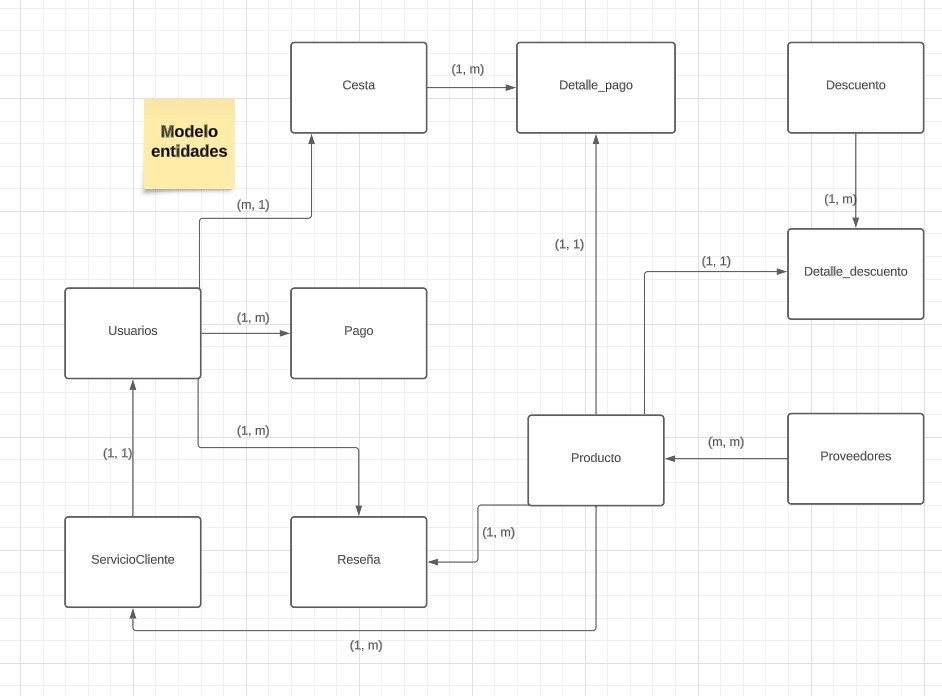 Cesta
(1, m)
Detalle_pago
Descuento
Modelo
entidades
(m, 1)
(1, m)
(1, 1)
(1, 1)
Detalle_descuento
Usuarios
(1, m)
Pago
(1, m)
(1, 1)
Producto
(m, m)
Proveedores
ServicioCliente
Reseña
(1, m)
(1, m)